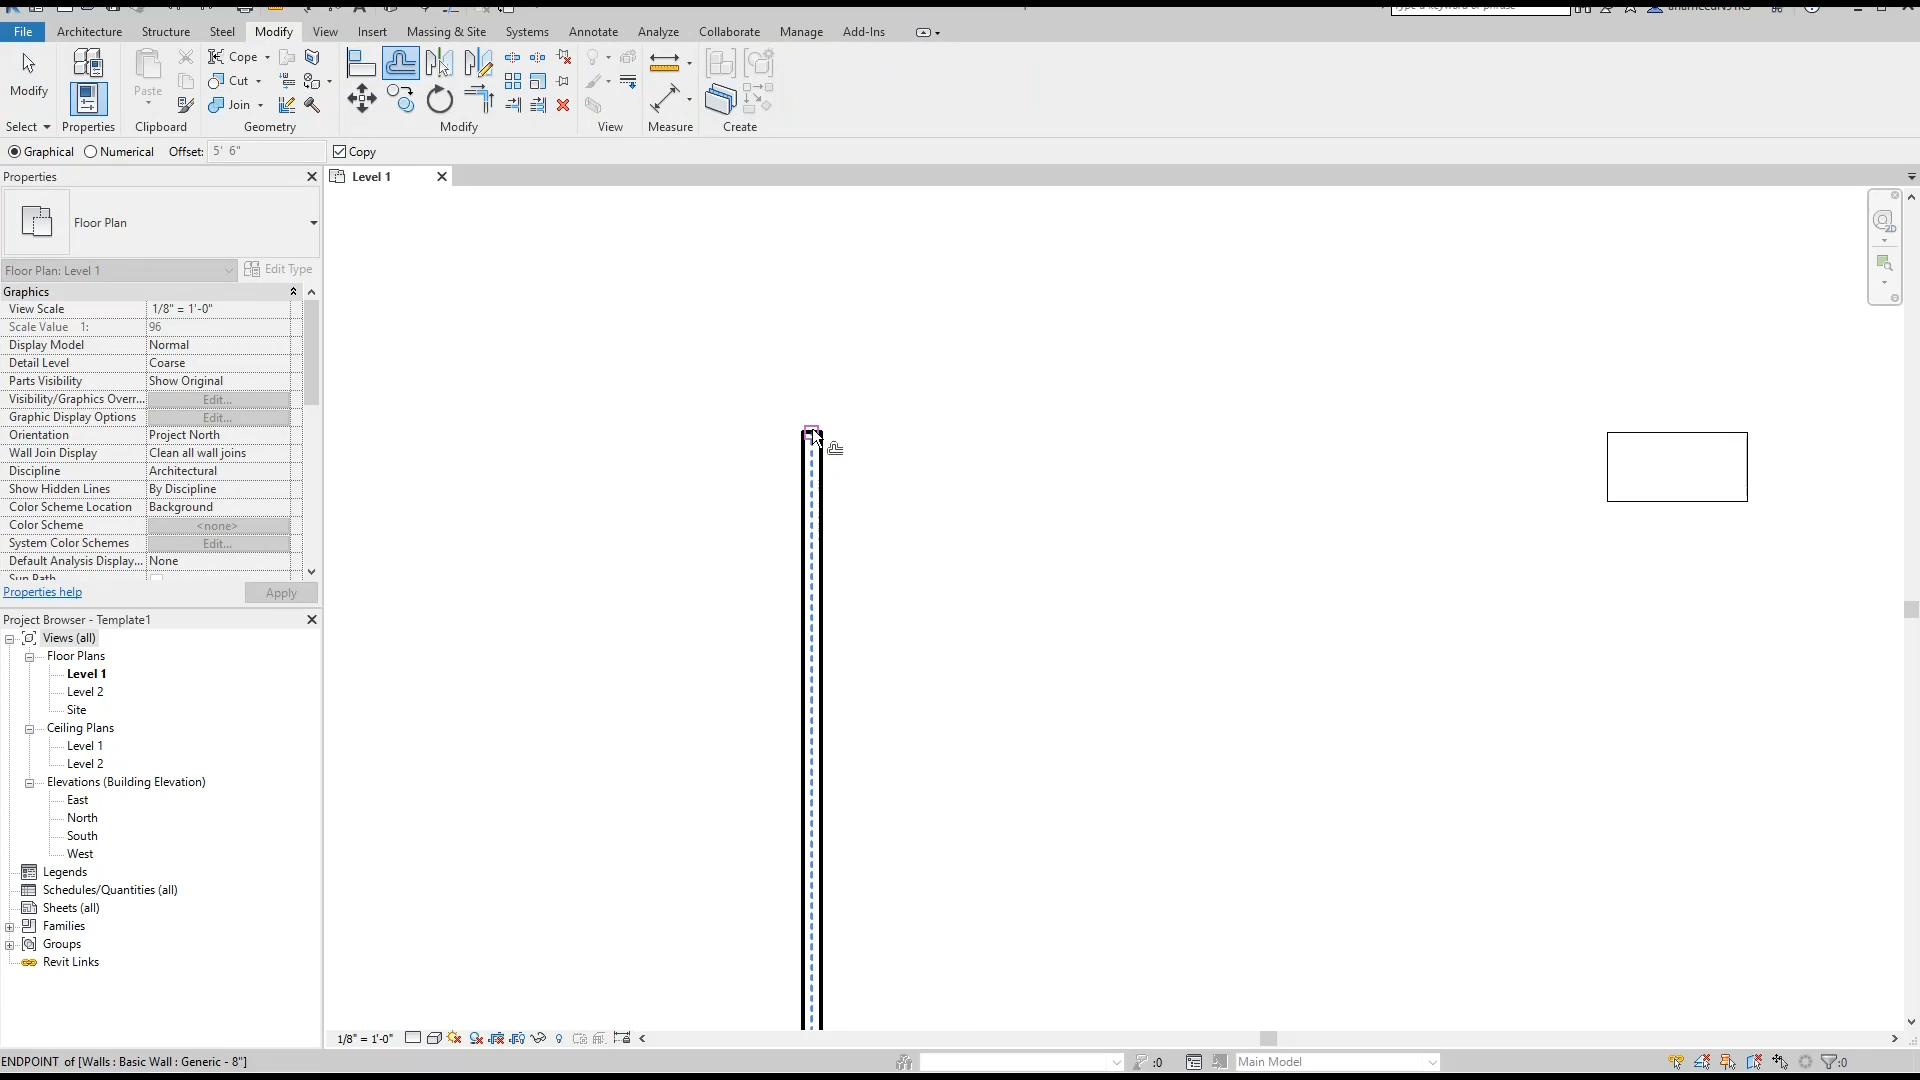 File Architecture Structure Steel Modify View Insert Massing & Site Systems Annotate Analyze Collaborate Manage Add-Ins
Modify Paste Cope
Cut
Join
Select Properties Clipboard Geometry Modify View Measure Create
Graphical Numerical Offset: 5' 6" Copy
Properties
Level 1
Floor Plan
Floor Plan: Level 1 Edit Type
Graphics
View Scale 1/8" = 1'-0"
Scale Value 1: 96
Display Model Normal
Detail Level Coarse
Parts Visibility Show Original
Visibility/Graphics Overr... Edit...
Graphic Display Options Edit...
Orientation Project North
Wall Join Display Clean all wall joins
Discipline Architectural
Show Hidden Lines By Discipline
Color Scheme Location Background
Color Scheme <none>
System Color Schemes Edit...
Default Analysis Display... None
Sun Path
Properties help Apply
Project Browser - Template1
Views (all)
Floor Plans
Level 1
Level 2
Site
Ceiling Plans
Level 1
Level 2
Elevations (Building Elevation)
East
North
South
West
Legends
Schedules/Quantities (all)
Sheets (all)
Families
Groups
Revit Links
1/8" = 1'-0"
ENDPOINT of [Walls : Basic Wall : Generic - 8"] :0 Main Model :0